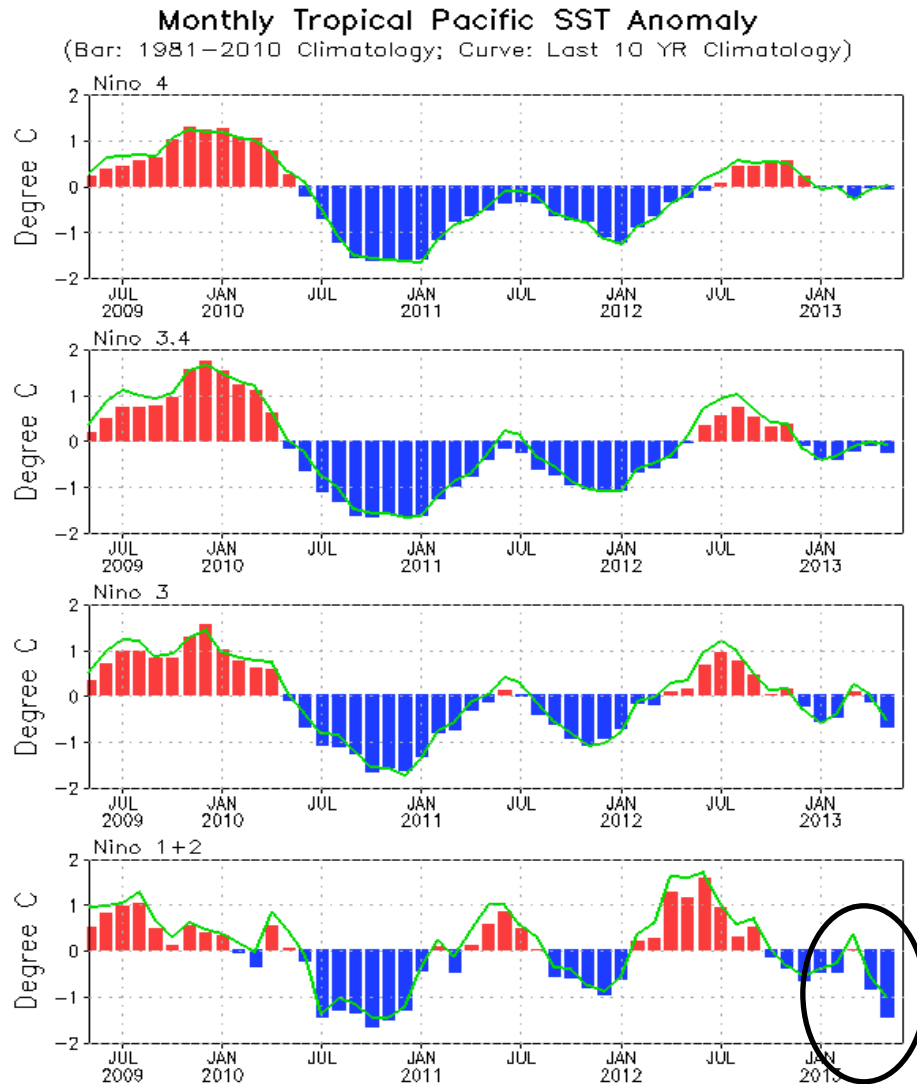 Monthly Tropical Pacific SST Anomaly
(Bar: 1981-2010 Climatology; Curve: Last 10 YR Climatology)
Nino 4
Degree C
2
1
0
-1
-2
JUL JAN JUL JAN JUL JAN JUL JAN
2009 2010 2011 2012 2013
Nino 3.4
Degree C
2
1
0
-1
-2
JUL JAN JUL JAN JUL JAN JUL JAN
2009 2010 2011 2012 2013
Nino 3
Degree C
2
1
0
-1
-2
JUL JAN JUL JAN JUL JAN JUL JAN
2009 2010 2011 2012 2013
Nino 1+2
Degree C
2
1
0
-1
-2
JUL JAN JUL JAN JUL JAN JUL JAN
2009 2010 2011 2012 2013